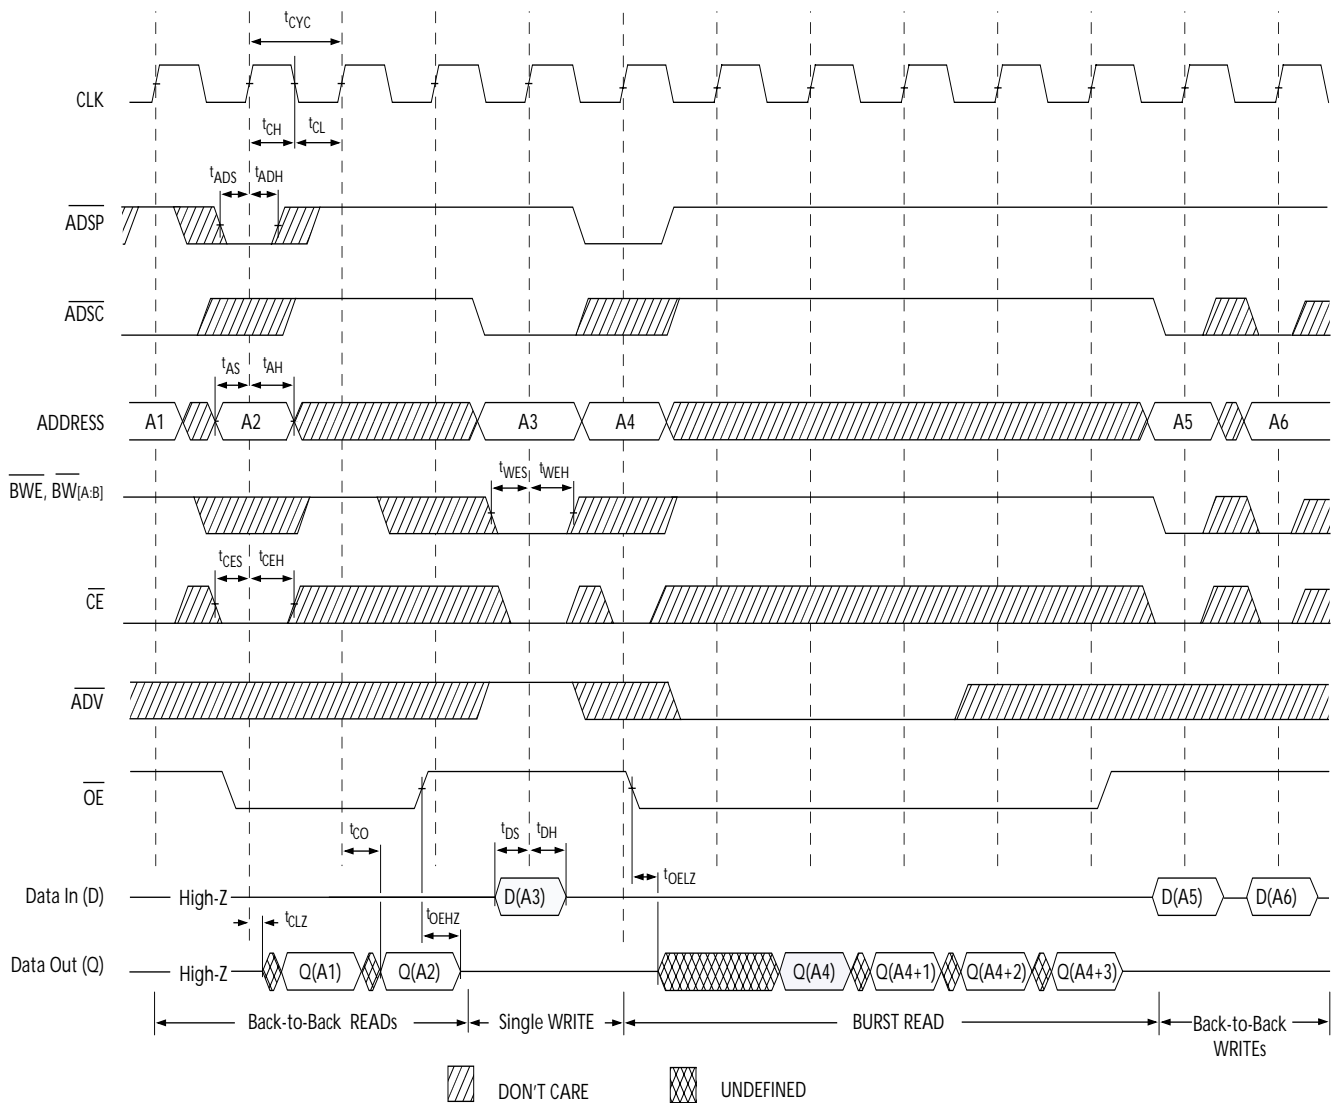 tCYC
CLK
tCH tCL
tADS tADH
ADSP
ADSC
tAS tAH
ADDRESS A1 A2 A3 A4 A5 A6
tWES tWEH
BWE, BW[A:B]
tCES tCEH
CE
ADV
OE
tCO tDS tDH
tOELZ
Data In (D) High-Z D(A3) D(A5) D(A6)
tCLZ tOEHZ
Data Out (Q) High-Z Q(A1) Q(A2) Q(A4) Q(A4+1) Q(A4+2) Q(A4+3)
Back-to-Back READs Single WRITE BURST READ Back-to-Back
WRITEs
DON'T CARE UNDEFINED